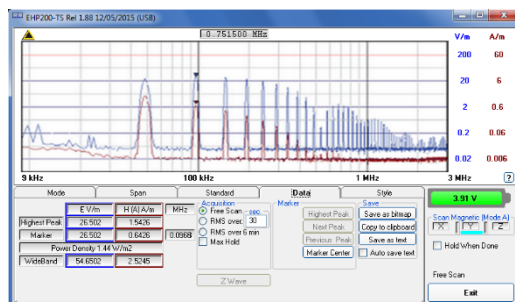 EHP200-TS Rel 1.88 12/05/2015 (USB)
0.751500 MHz
V/m A/m
200 60
20 6
2 0.6
0.2 0.06
0.02 0.006
9 kHz 100 kHz 1 MHz 3 MHz ?
Mode Span Standard Data Style
E V/m H (A) A/m MHz
Highest Peak 26.502 1.5426
Marker 26.502 0.6426 0.0968
Power Density 1.44 W/m2
WideBand 54.6502 2.5245
Acquisition
Free Scan sec.
RMS over 30
RMS over 6 min
Max Hold
Z Wave
Marker
Highest Peak
Next Peak
Previous Peak
Marker Center
Save
Save as bitmap
Copy to clipboard
Save as text
Auto save text
3.91 V
Scan Magnetic (Mode A)
X Y Z
Hold When Done
Free Scan
Exit